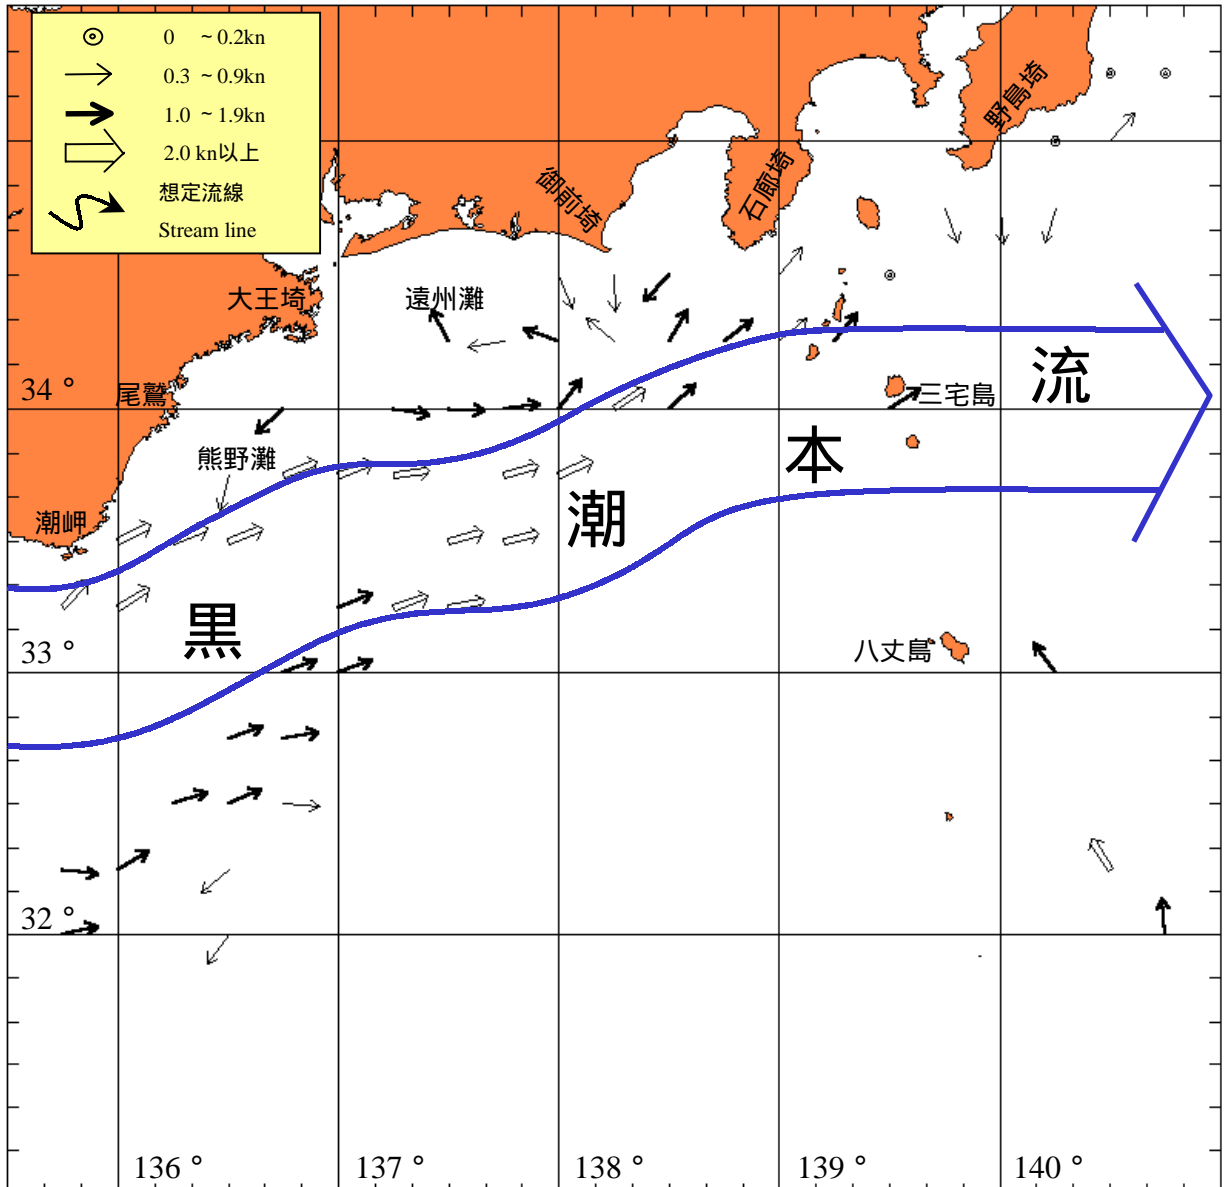 0 ~0.2kn
0.3 ~0.9kn
1.0 ~1.9kn
2.0 kn以上
想定流線
Stream line
野島埼
石廊埼
御前埼
大王埼
遠州灘
尾鷲
熊野灘
潮岬
三宅島
八丈島
黒潮本流
34°
33°
32°
136°
137°
138°
139°
140°